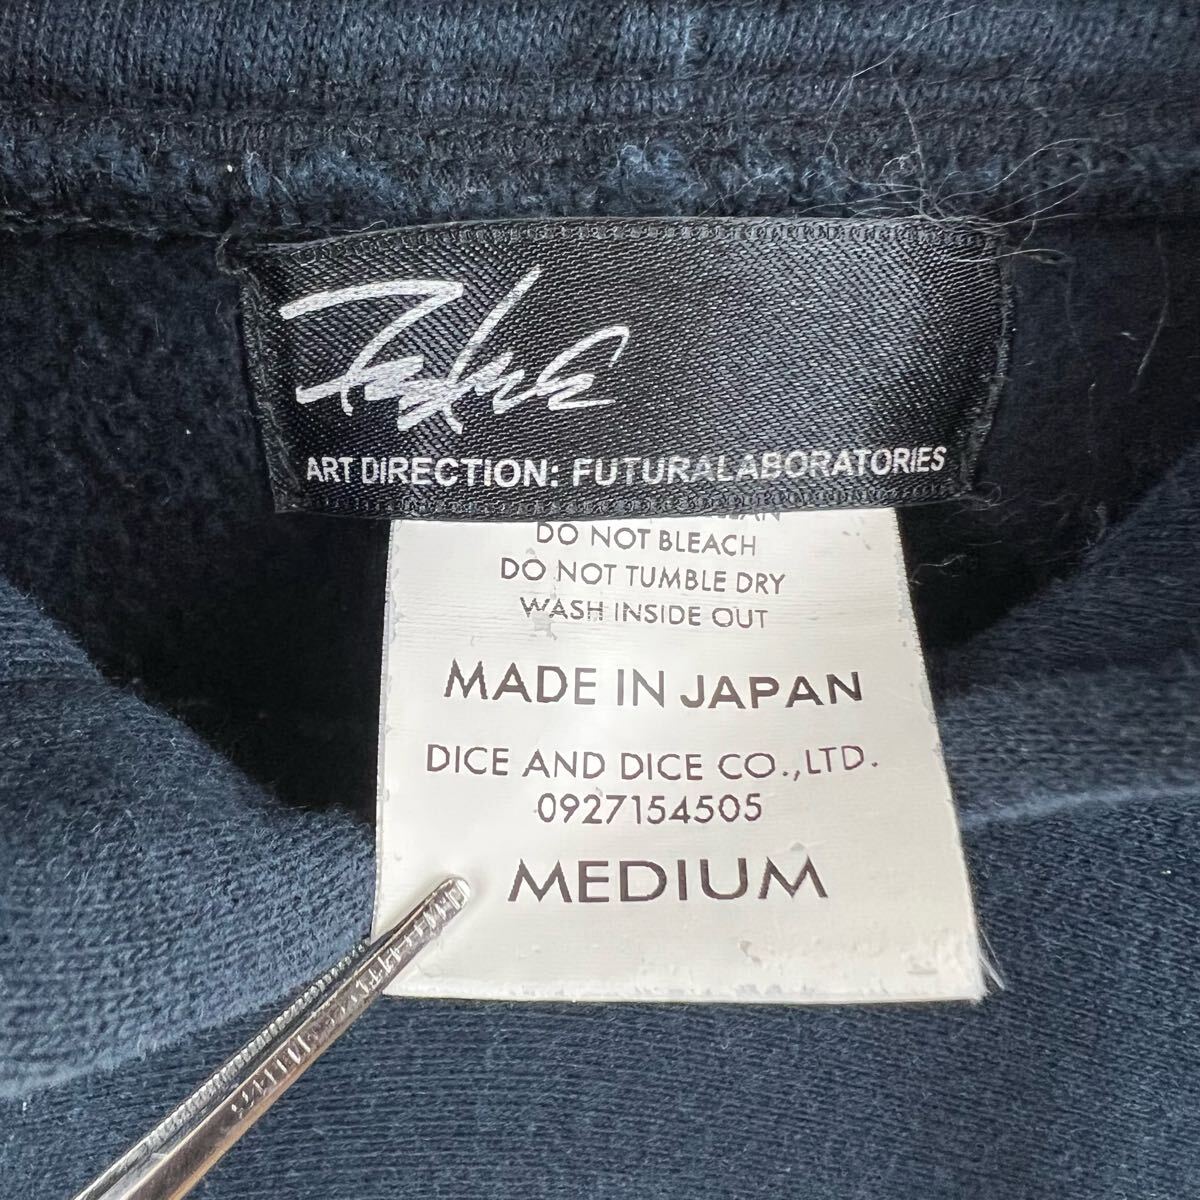 Futura
ART DIRECTION: FUTURALABORATORIES
DO NOT BLEACH
DO NOT TUMBLE DRY
WASH INSIDE OUT
MADE IN JAPAN
DICE AND DICE CO.,LTD.
0927154505
MEDIUM